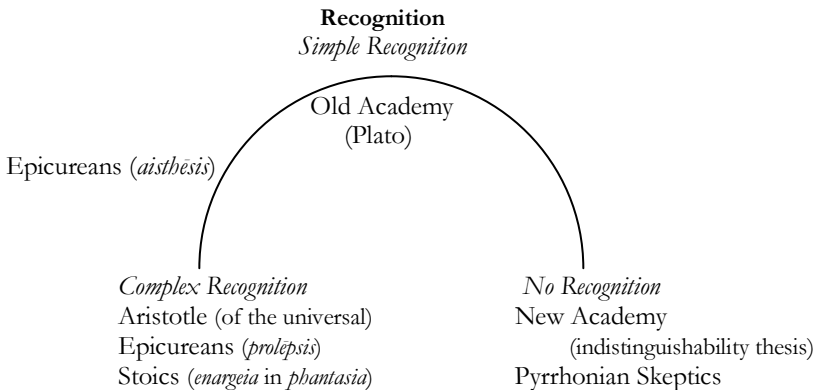 Recognition
Simple Recognition
Old Academy
(Plato)
Epicureans (aisthēsis)
Complex Recognition
Aristotle (of the universal)
Epicureans (prolēpsis)
Stoics (enargeia in phantasia)
No Recognition
New Academy
(indistinguishability thesis)
Pyrrhonian Skeptics